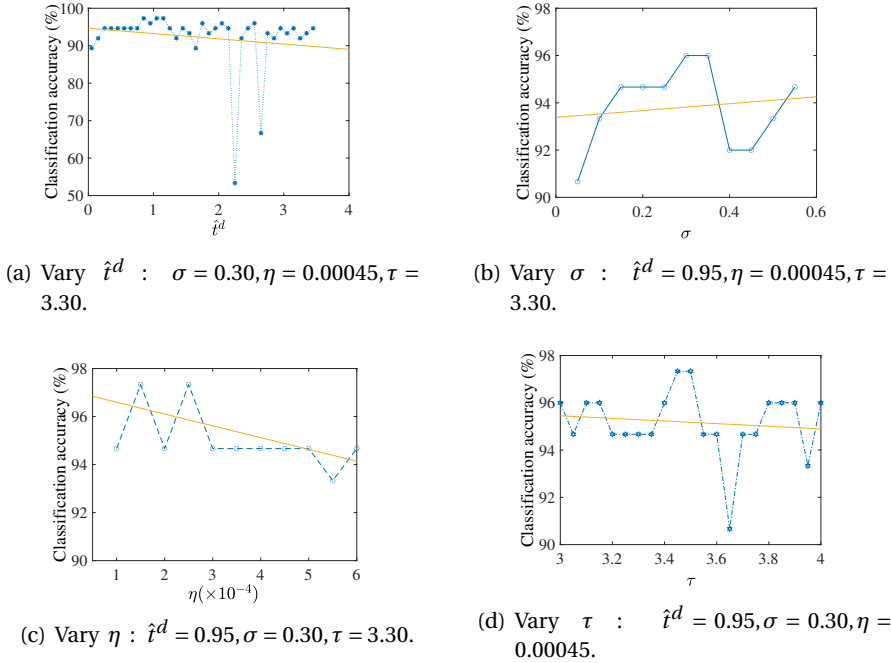 100
90
80
70
60
50
Classification accuracy (%)
0 1 2 3 4
t̂ᵈ
(a) Vary t̂ᵈ : σ = 0.30, η = 0.00045, τ =
3.30.
98
96
94
92
90
Classification accuracy (%)
0 0.2 0.4 0.6
σ
(b) Vary σ : t̂ᵈ = 0.95, η = 0.00045, τ =
3.30.
98
96
94
92
90
Classification accuracy (%)
1 2 3 4 5 6
η(×10⁻⁴)
(c) Vary η : t̂ᵈ = 0.95, σ = 0.30, τ = 3.30.
98
96
94
92
90
Classification accuracy (%)
3 3.2 3.4 3.6 3.8 4
τ
(d) Vary τ : t̂ᵈ = 0.95, σ = 0.30, η =
0.00045.